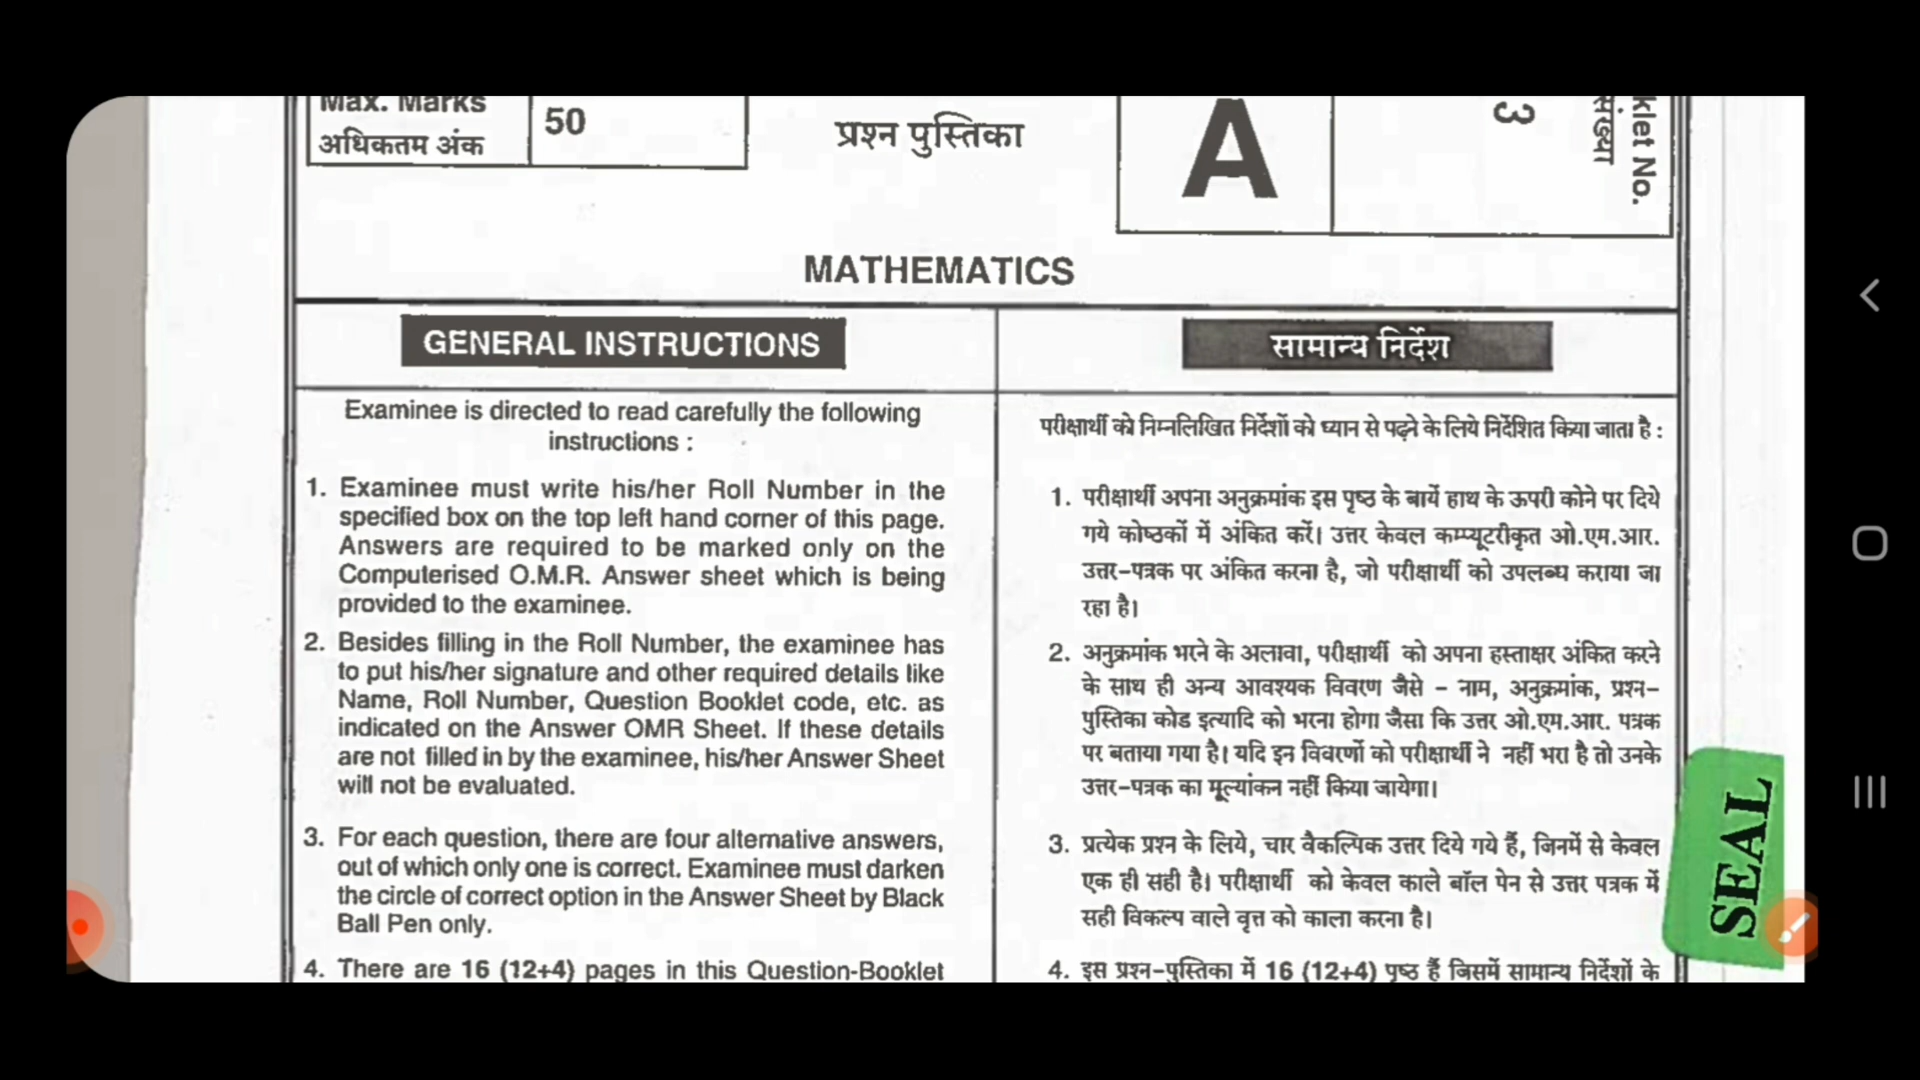 Max. Marks
अधिकतम अंक
50
प्रश्न पुस्तिका
A
3
klet No.
संख्या
MATHEMATICS
GENERAL INSTRUCTIONS
Examinee is directed to read carefully the following
instructions :
1. Examinee must write his/her Roll Number in the
specified box on the top left hand corner of this page.
Answers are required to be marked only on the
Computerised O.M.R. Answer sheet which is being
provided to the examinee.
2. Besides filling in the Roll Number, the examinee has
to put his/her signature and other required details like
Name, Roll Number, Question Booklet code, etc. as
indicated on the Answer OMR Sheet. If these details
are not filled in by the examinee, his/her Answer Sheet
will not be evaluated.
3. For each question, there are four alternative answers,
out of which only one is correct. Examinee must darken
the circle of correct option in the Answer Sheet by Black
Ball Pen only.
4. There are 16 (12+4) pages in this Question-Booklet
सामान्य निर्देश
परीक्षार्थी को निम्नलिखित निर्देशों को ध्यान से पढ़ने के लिये निर्देशित किया जाता है :
1. परीक्षार्थी अपना अनुक्रमांक इस पृष्ठ के बायें हाथ के ऊपरी कोने पर दिये
गये कोष्ठकों में अंकित करें। उत्तर केवल कम्प्यूटरीकृत ओ.एम.आर.
उत्तर-पत्रक पर अंकित करना है, जो परीक्षार्थी को उपलब्ध कराया जा
रहा है।
2. अनुक्रमांक भरने के अलावा, परीक्षार्थी को अपना हस्ताक्षर अंकित करने
के साथ ही अन्य आवश्यक विवरण जैसे - नाम, अनुक्रमांक, प्रश्न-
पुस्तिका कोड इत्यादि को भरना होगा जैसा कि उत्तर ओ.एम.आर. पत्रक
पर बताया गया है। यदि इन विवरणों को परीक्षार्थी ने नहीं भरा है तो उनके
उत्तर-पत्रक का मूल्यांकन नहीं किया जायेगा।
3. प्रत्येक प्रश्न के लिये, चार वैकल्पिक उत्तर दिये गये हैं, जिनमें से केवल
एक ही सही है। परीक्षार्थी को केवल काले बॉल पेन से उत्तर पत्रक में
सही विकल्प वाले वृत्त को काला करना है।
4. इस प्रश्न-पुस्तिका में 16 (12+4) पृष्ठ हैं जिसमें सामान्य निर्देशों के
SEAL